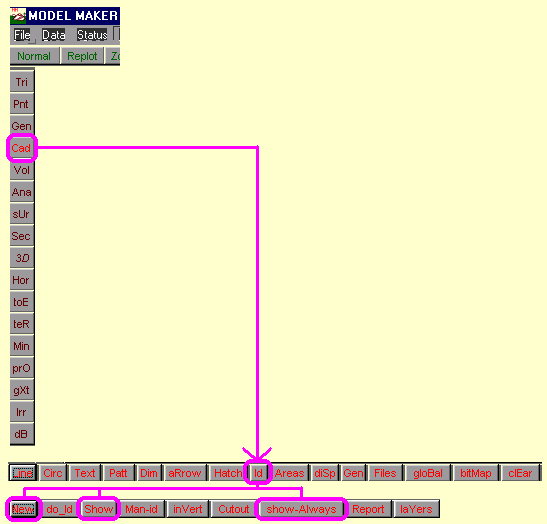 MODEL MAKER
File Data Status
Normal Replot Zo
Tri
Pnt
Gen
Cad
Vol
Ana
sUr
Sec
3D
Hor
toE
teR
Min
prO
gXt
Irr
dB
Line Circ Text Patt Dim aRrow Hatch Id Areas diSp Gen Files gloBal bitMap clEar
New do_Id Show Man-id inVert Cutout show-Always Report laYers